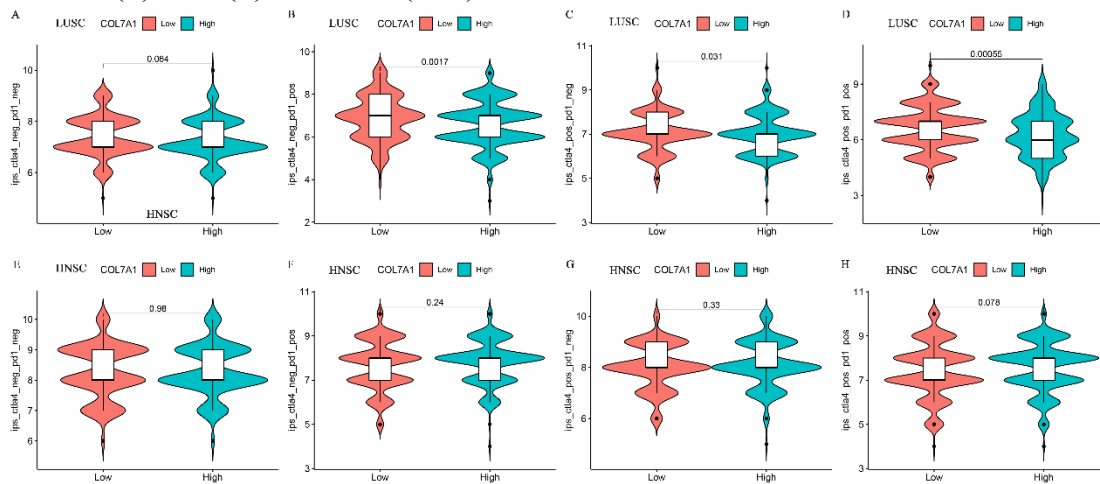 A LUSC COL7A1 Low High
ips_ctla4_neg_pd1_neg
10
8
6
0.084
Low High
HNSC
B LUSC COL7A1 Low High
ips_ctla4_neg_pd1_pos
10
8
6
4
2
0.0017
Low High
C LUSC COL7A1 Low High
ips_ctla4_pos_pd1_neg
11
9
7
5
3
0.031
Low High
D LUSC COL7A1 Low High
ips_ctla4_pos_pd1_pos
9
6
3
0.00055
Low High
E HNSC COL7A1 Low High
ips_ctla4_neg_pd1_neg
10
9
8
7
6
0.98
Low High
F HNSC COL7A1 Low High
ips_ctla4_neg_pd1_pos
11
9
7
5
3
0.24
Low High
G HNSC COL7A1 Low High
ips_ctla4_pos_pd1_neg
10
8
6
0.33
Low High
H HNSC COL7A1 Low High
ips_ctla4_pos_pd1_pos
11
9
7
5
3
0.078
Low High